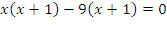 x(x + 1) − 9(x + 1) = 0